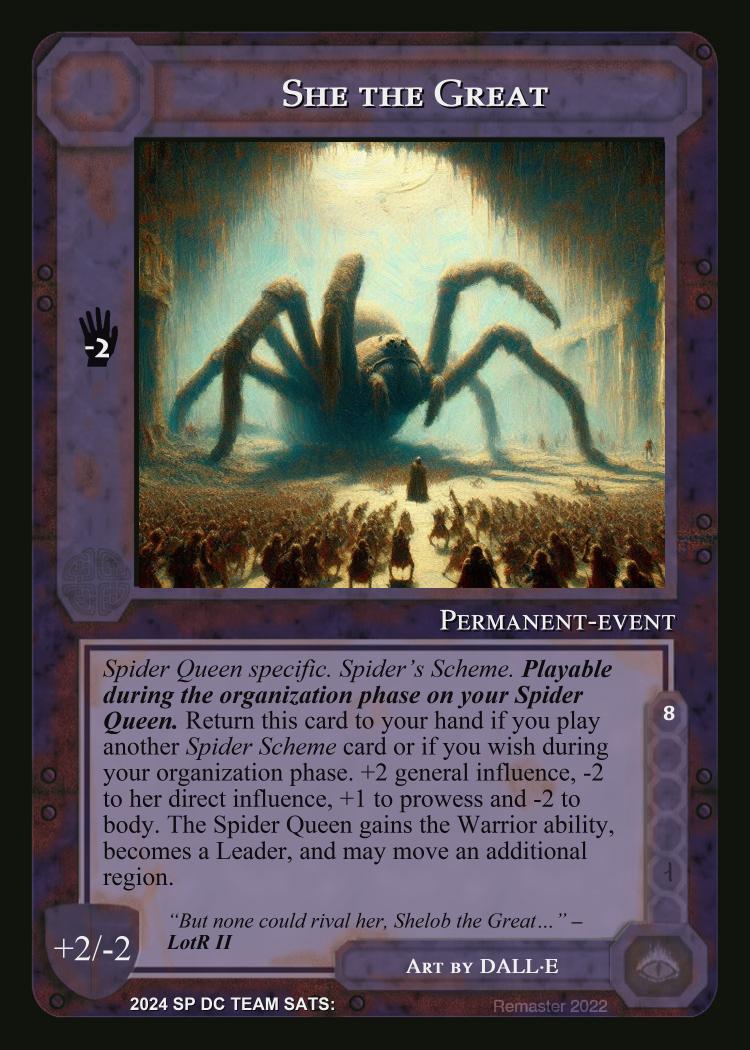 She the Great
-2
Permanent-event
Spider Queen specific. Spider's Scheme. Playable
during the organization phase on your Spider
Queen. Return this card to your hand if you play
another Spider Scheme card or if you wish during
your organization phase. +2 general influence, -2
to her direct influence, +1 to prowess and -2 to
body. The Spider Queen gains the Warrior ability,
becomes a Leader, and may move an additional
region.
8
"But none could rival her, Shelob the Great…" –
LotR II
+2/-2
Art by DALL·E
2024 SP DC TEAM SATS:
Remaster 2022